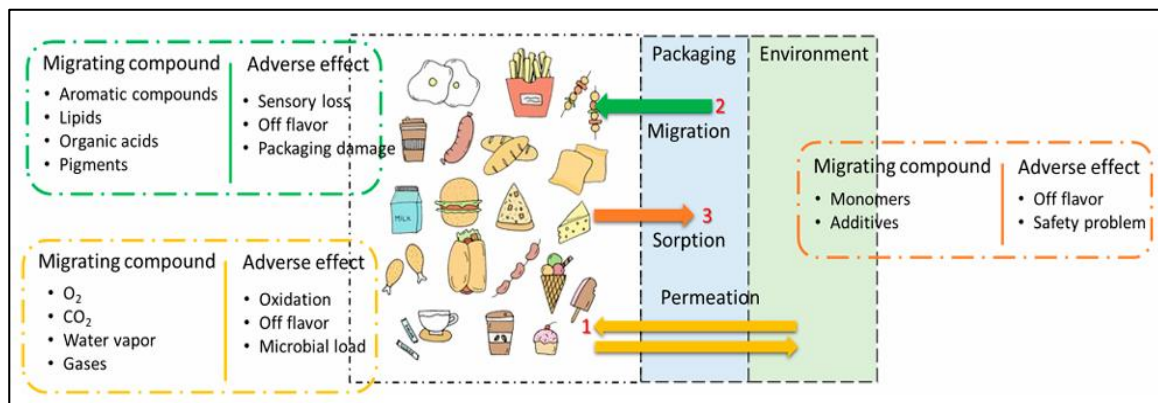 Migrating compound
• Aromatic compounds
• Lipids
• Organic acids
• Pigments
Adverse effect
• Sensory loss
• Off flavor
• Packaging damage
Migrating compound
• O₂
• CO₂
• Water vapor
• Gases
Adverse effect
• Oxidation
• Off flavor
• Microbial load
MILK
Packaging
Environment
2
Migration
3
Sorption
Permeation
1
Migrating compound
• Monomers
• Additives
Adverse effect
• Off flavor
• Safety problem